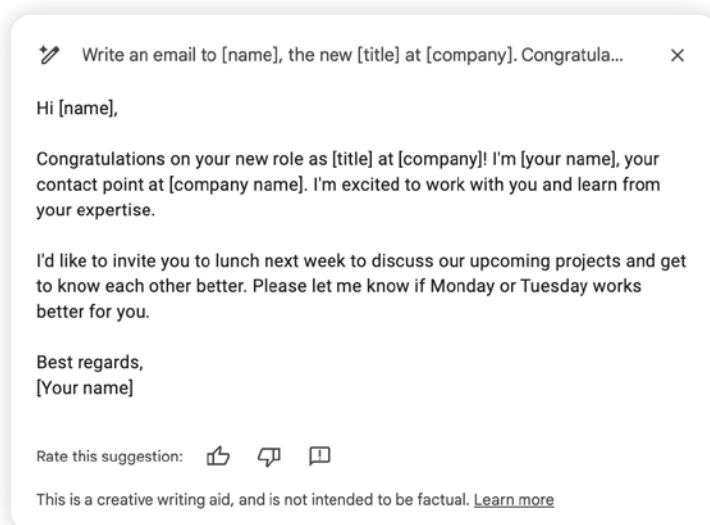 Write an email to [name], the new [title] at [company]. Congratula...
Hi [name],
Congratulations on your new role as [title] at [company]! I'm [your name], your
contact point at [company name]. I'm excited to work with you and learn from
your expertise.
I'd like to invite you to lunch next week to discuss our upcoming projects and get
to know each other better. Please let me know if Monday or Tuesday works
better for you.
Best regards,
[Your name]
Rate this suggestion:
This is a creative writing aid, and is not intended to be factual. Learn more